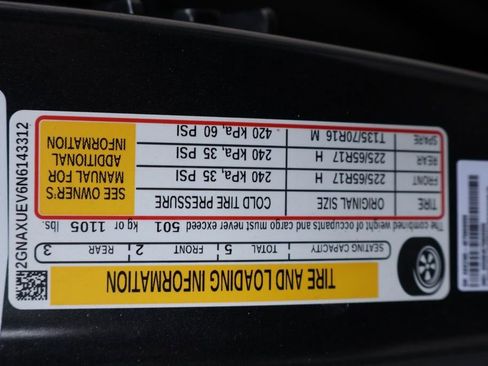 TIRE AND LOADING INFORMATION
SEATING CAPACITY TOTAL 5 FRONT 2 REAR 3
The combined weight of occupants and cargo must never exceed 501 kg or 1105 lbs
TIRE ORIGINAL SIZE COLD TIRE PRESSURE
FRONT 225/65R17 H 240 kPa, 35 PSI
REAR 225/65R17 H 240 kPa, 35 PSI
SPARE T135/70R16 M 420 kPa, 60 PSI
SEE OWNER'S
MANUAL FOR
ADDITIONAL
INFORMATION
2GNAXUEV6N6143312